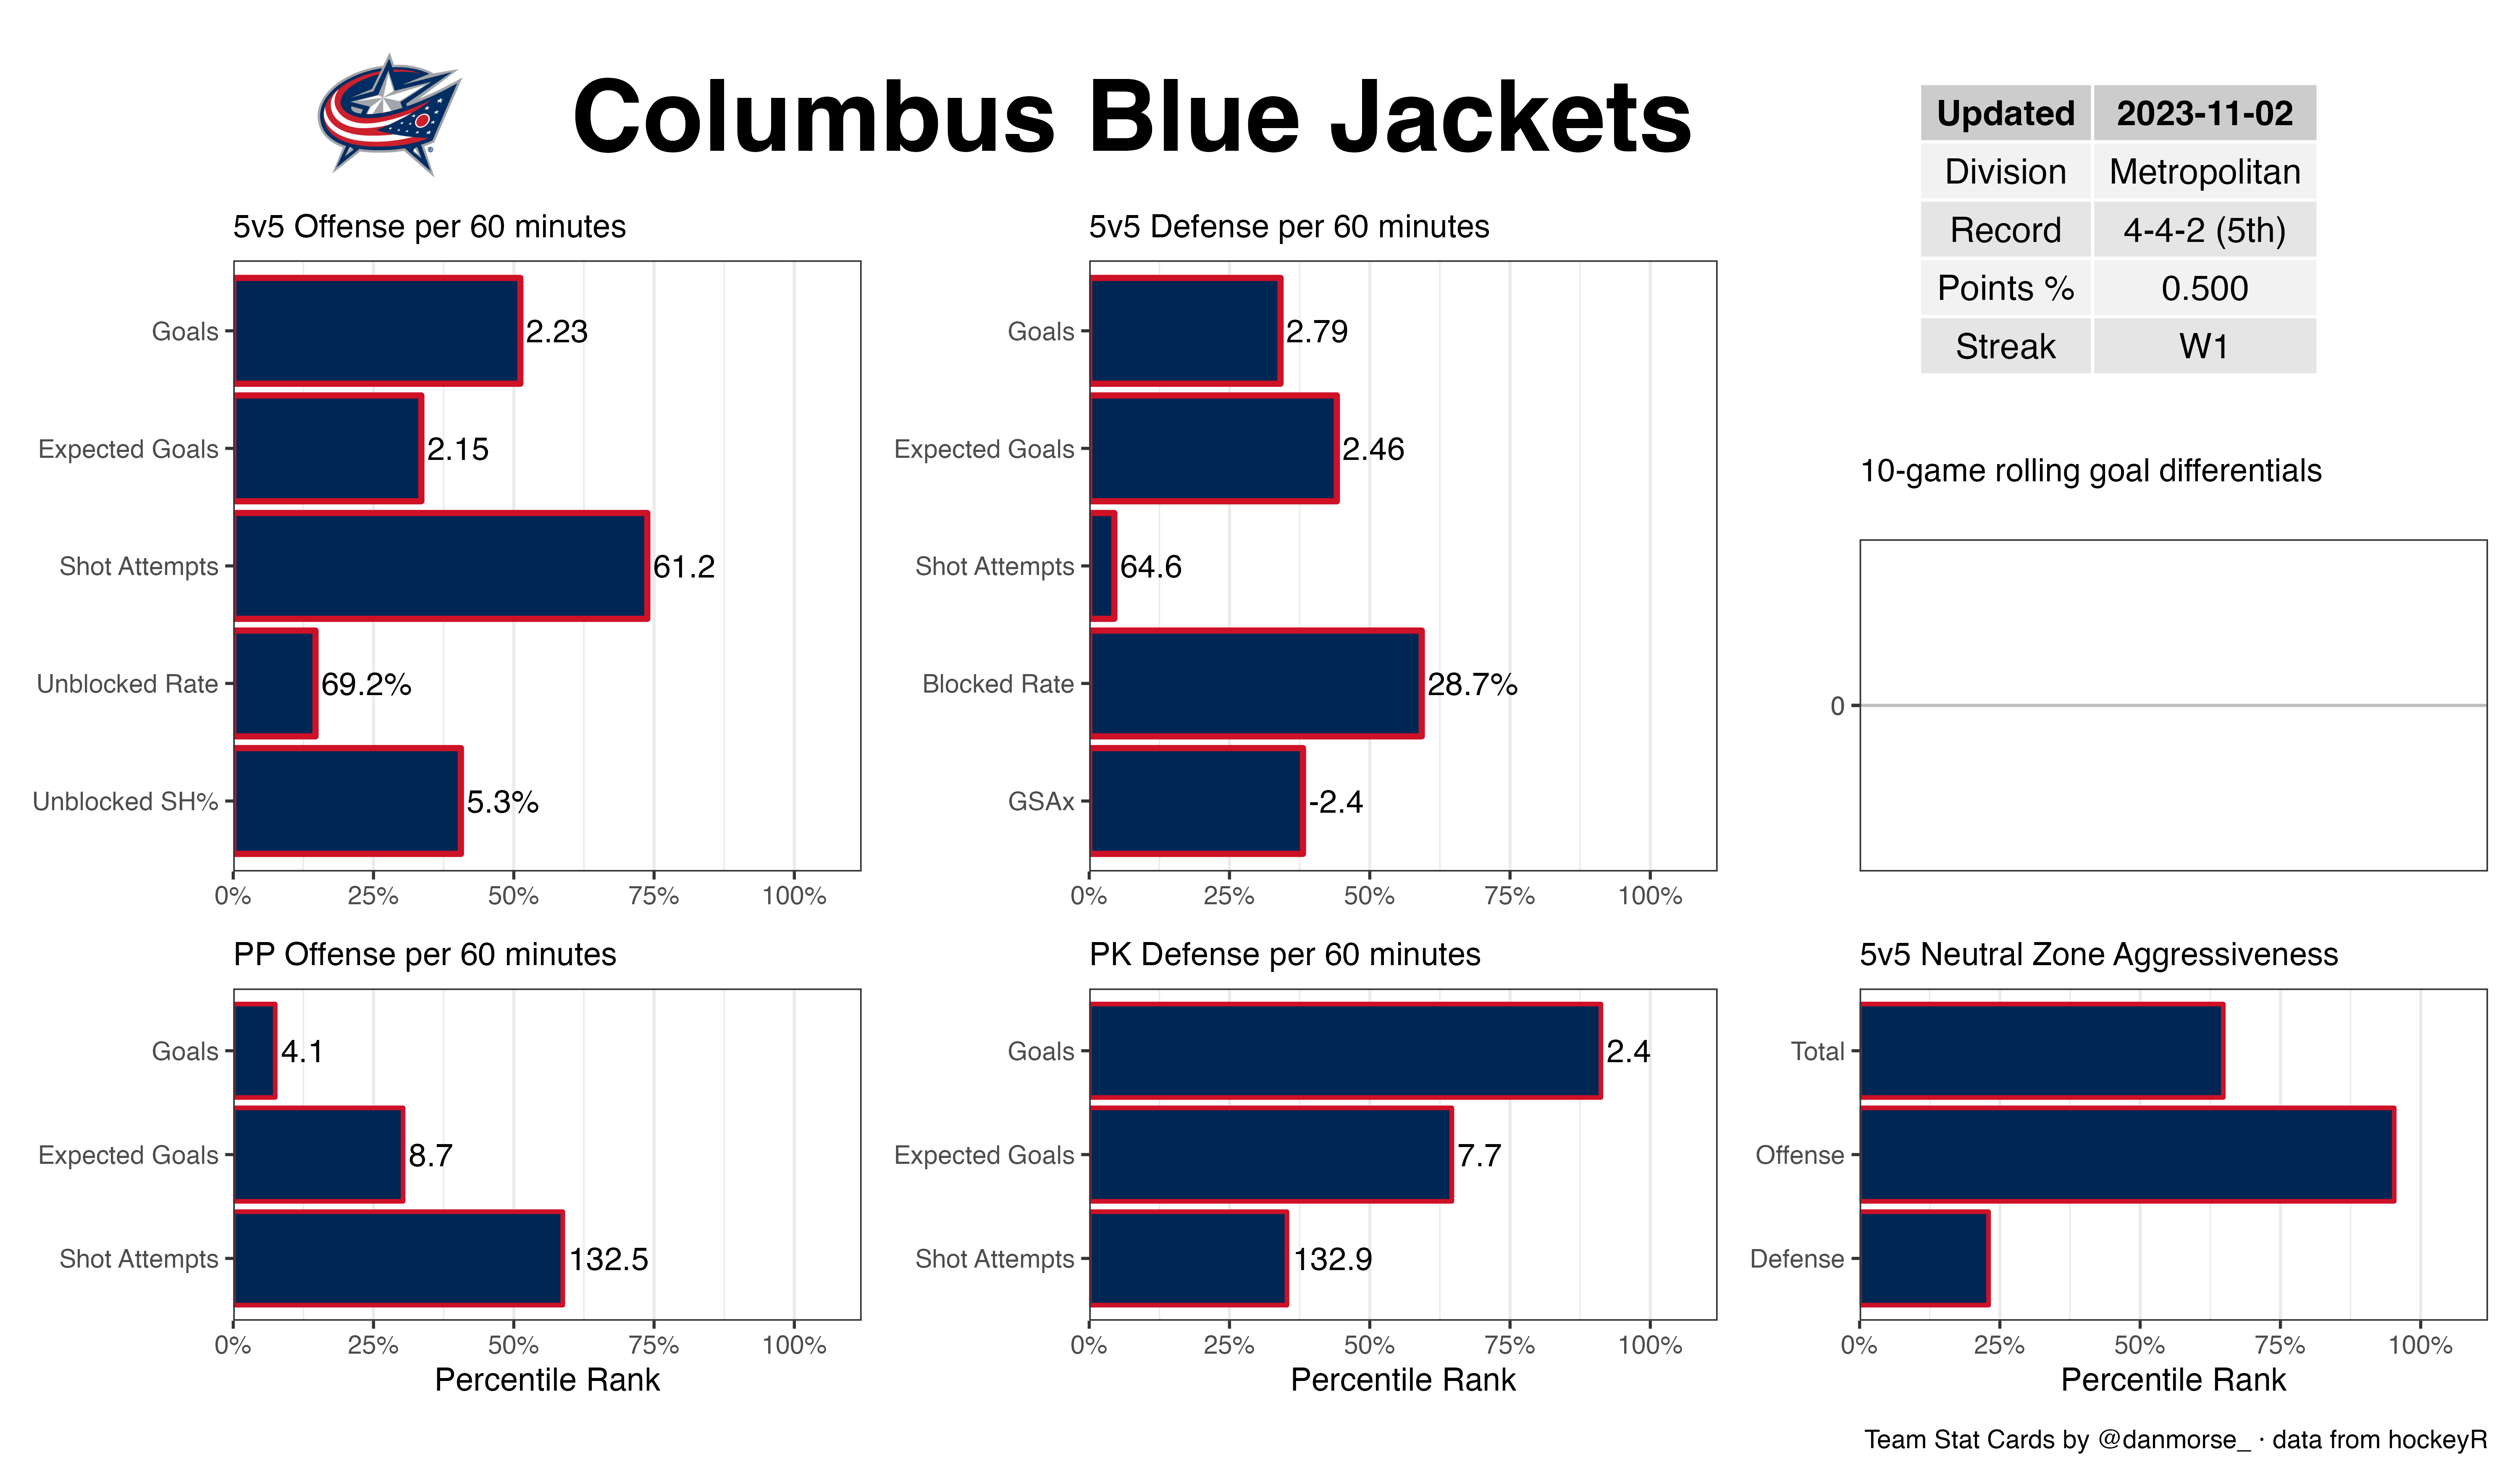 Columbus Blue Jackets
Updated 2023-11-02
Division Metropolitan
Record 4-4-2 (5th)
Points % 0.500
Streak W1
5v5 Offense per 60 minutes
Goals 2.23
Expected Goals 2.15
Shot Attempts 61.2
Unblocked Rate 69.2%
Unblocked SH% 5.3%
0% 25% 50% 75% 100%
5v5 Defense per 60 minutes
Goals 2.79
Expected Goals 2.46
Shot Attempts 64.6
Blocked Rate 28.7%
GSAx -2.4
0% 25% 50% 75% 100%
10-game rolling goal differentials
0
PP Offense per 60 minutes
Goals 4.1
Expected Goals 8.7
Shot Attempts 132.5
0% 25% 50% 75% 100%
Percentile Rank
PK Defense per 60 minutes
Goals 2.4
Expected Goals 7.7
Shot Attempts 132.9
0% 25% 50% 75% 100%
Percentile Rank
5v5 Neutral Zone Aggressiveness
Total
Offense
Defense
0% 25% 50% 75% 100%
Percentile Rank
Team Stat Cards by @danmorse_ · data from hockeyR